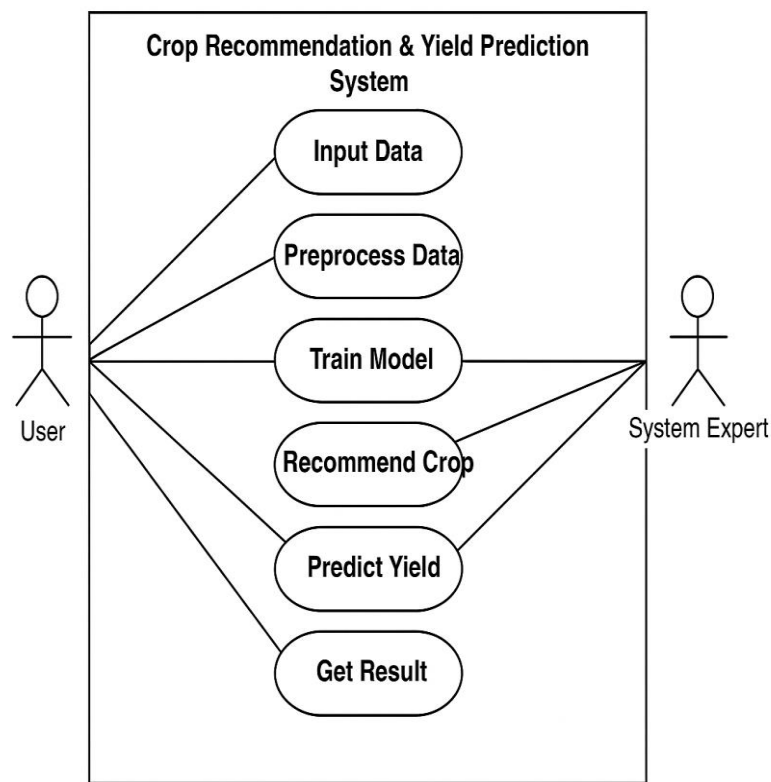 Crop Recommendation & Yield Prediction
System
Input Data
Preprocess Data
Train Model
User
System Expert
Recommend Crop
Predict Yield
Get Result